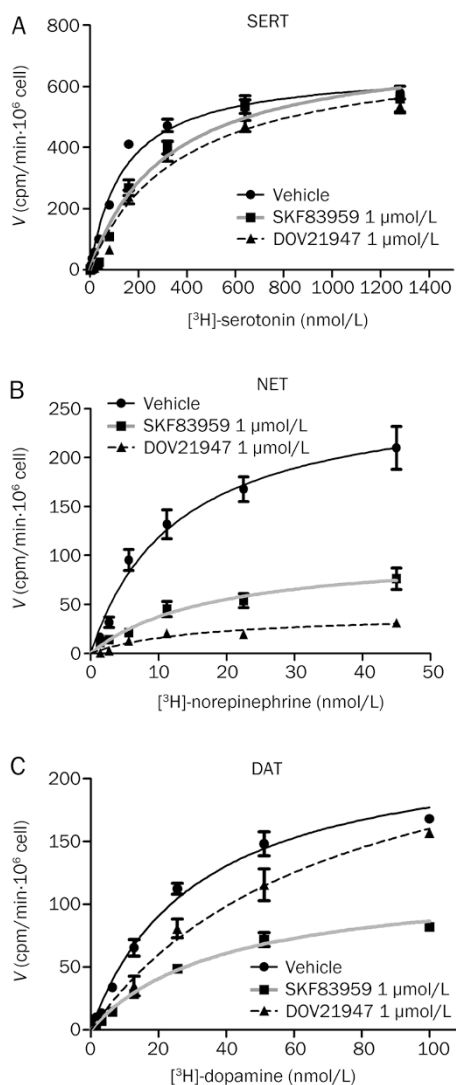 A
SERT
V (cpm/min·10⁶ cell)
800
600
400
200
0
Vehicle
SKF83959 1 µmol/L
DOV21947 1 µmol/L
0 200 400 600 800 1000 1200 1400
[³H]-serotonin (nmol/L)
B
NET
Vehicle
SKF83959 1 µmol/L
DOV21947 1 µmol/L
V (cpm/min·10⁶ cell)
250
200
150
100
50
0
0 10 20 30 40 50
[³H]-norepinephrine (nmol/L)
C
DAT
V (cpm/min·10⁶ cell)
200
150
100
50
0
Vehicle
SKF83959 1 µmol/L
DOV21947 1 µmol/L
0 20 40 60 80 100
[³H]-dopamine (nmol/L)